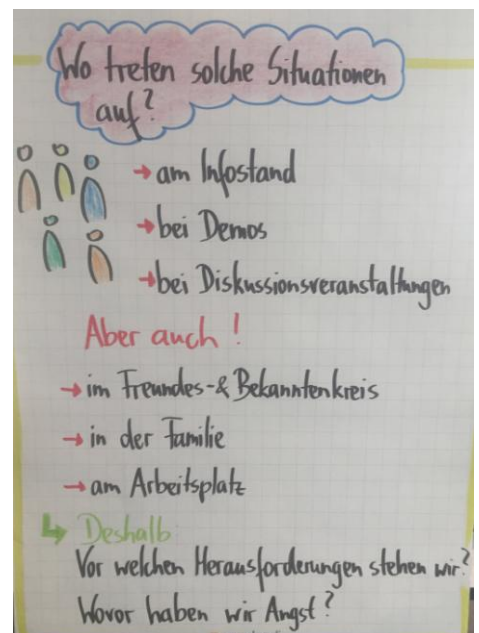 Wo treten solche Situationen
auf?
→ am Infostand
→ bei Demos
→ bei Diskussionsveranstaltungen
Aber auch!
→ im Freundes- & Bekanntenkreis
→ in der Familie
→ am Arbeitsplatz
↳ Deshalb:
Vor welchen Herausforderungen stehen wir?
Wovor haben wir Angst?